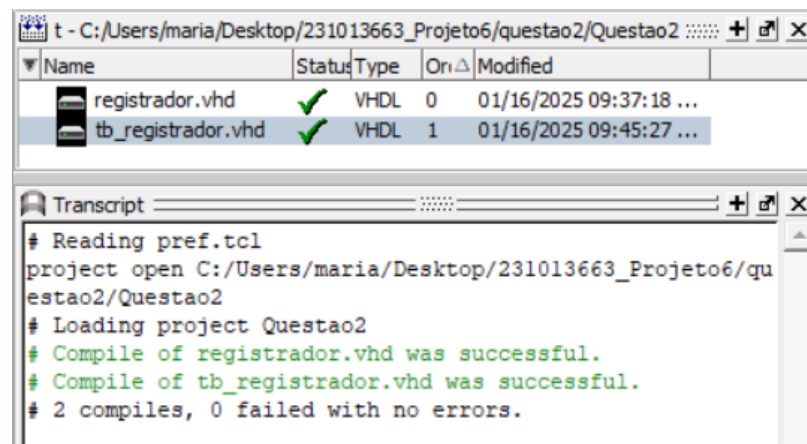 t - C:/Users/maria/Desktop/231013663_Projeto6/questao2/Questao2
Name Status Type Or Modified
registrador.vhd VHDL 0 01/16/2025 09:37:18 ...
tb_registrador.vhd VHDL 1 01/16/2025 09:45:27 ...
Transcript
# Reading pref.tcl
project open C:/Users/maria/Desktop/231013663_Projeto6/qu
estao2/Questao2
# Loading project Questao2
# Compile of registrador.vhd was successful.
# Compile of tb_registrador.vhd was successful.
# 2 compiles, 0 failed with no errors.